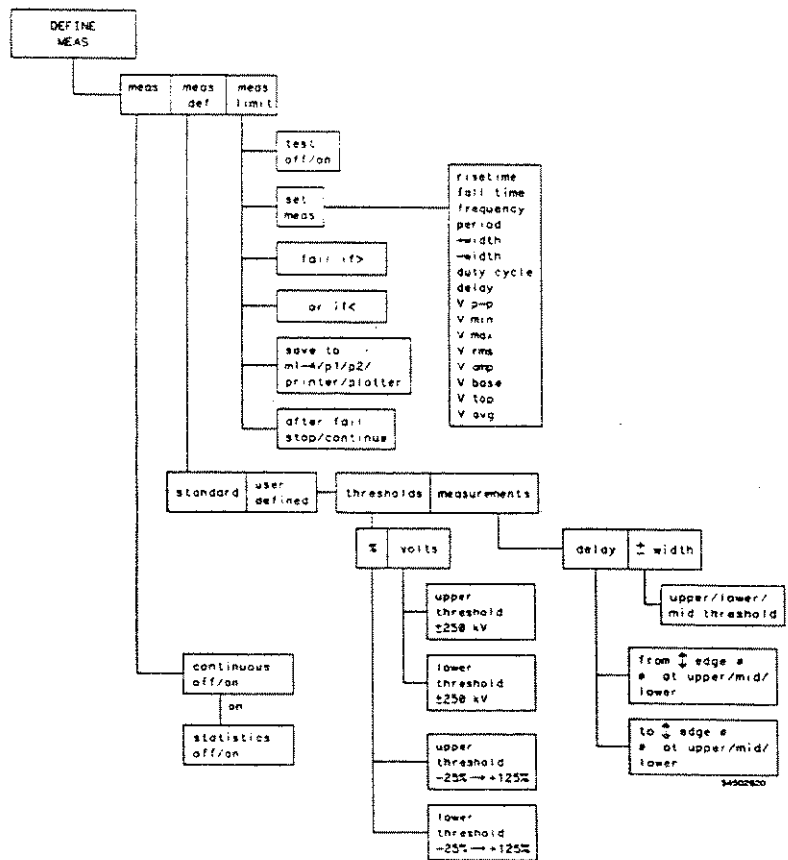 DEFINE
MEAS
meas
meas
def
meas
limit
test
off/on
set
meas
risetime
fall time
frequency
period
+width
-width
duty cycle
delay
V p-p
V min
V max
V rms
V amp
V base
V top
V avg
fail if>
or if<
save to
m1→4/p1/p2/
printer/plotter
after fail
stop/continue
standard
user
defined
thresholds
measurements
%
volts
delay
± width
upper
threshold
±250 kV
lower
threshold
±250 kV
upper
threshold
-25% → +125%
lower
threshold
-25% → +125%
upper/lower/
mid threshold
from ↕ edge #
# at upper/mid/
lower
to ↕ edge #
# at upper/mid/
lower
continuous
off/on
on
statistics
off/on
54502B20